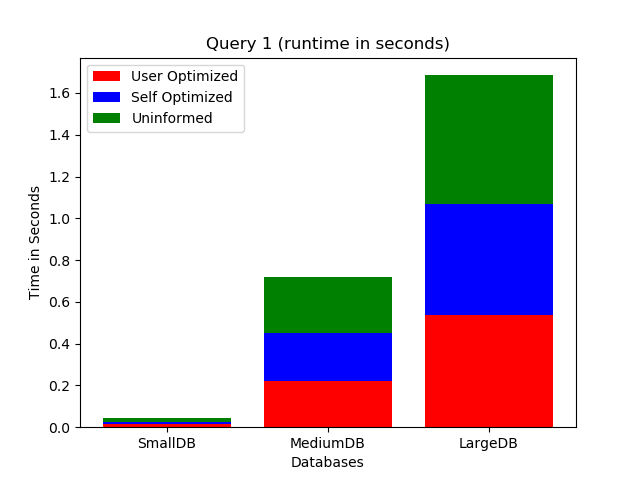 Query 1 (runtime in seconds)
User Optimized
Self Optimized
Uninformed
Time in Seconds
1.6
1.4
1.2
1.0
0.8
0.6
0.4
0.2
0.0
SmallDB MediumDB LargeDB
Databases